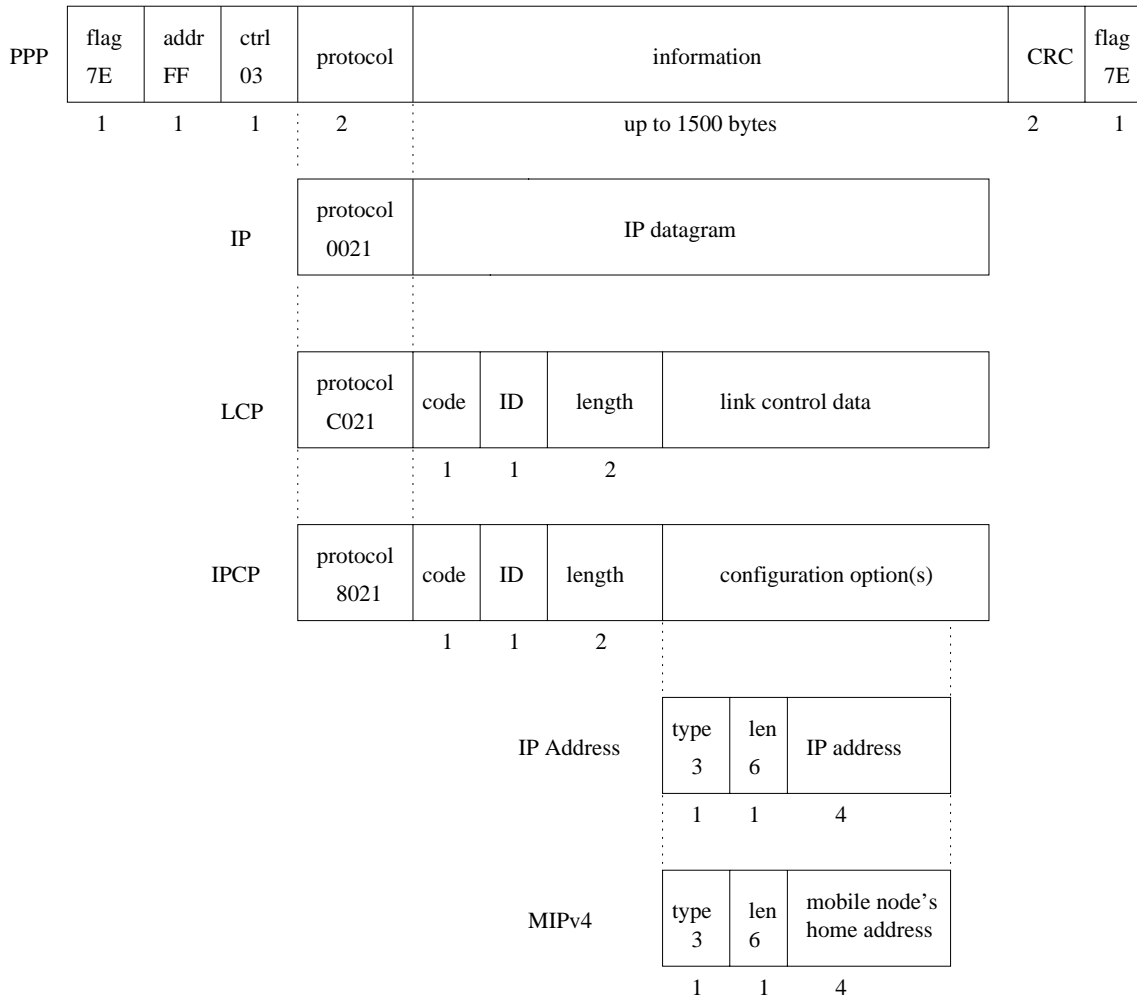 PPP
flag
7E
addr
FF
ctrl
03
protocol
information
CRC
flag
7E
1 1 1 2 up to 1500 bytes 2 1
IP
protocol
0021
IP datagram
LCP
protocol
C021
code
ID
length
link control data
1 1 2
IPCP
protocol
8021
code
ID
length
configuration option(s)
1 1 2
IP Address
type
3
len
6
IP address
1 1 4
MIPv4
type
3
len
6
mobile node's
home address
1 1 4